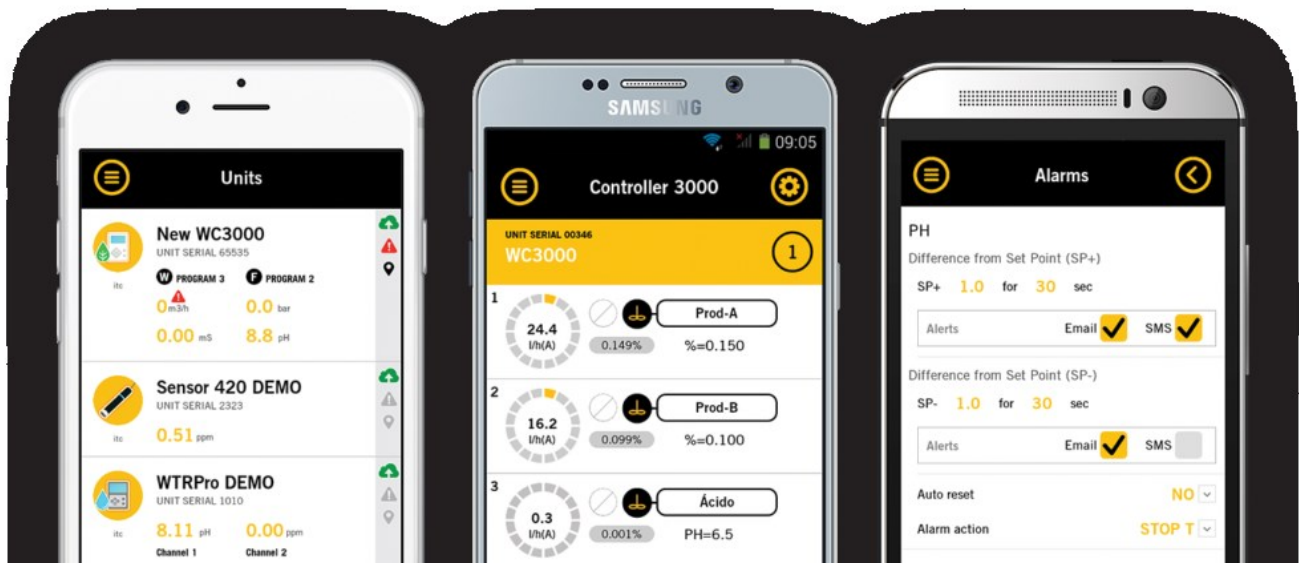 Units
New WC3000
UNIT SERIAL 65535
W PROGRAM 3 F PROGRAM 2
itc
0 m3/h 0.0 bar
0.00 mS 8.8 pH
Sensor 420 DEMO
UNIT SERIAL 2323
itc 0.51 ppm
WTRPro DEMO
UNIT SERIAL 1010
itc 8.11 pH 0.00 ppm
Channel 1 Channel 2
SAMSUNG
09:05
Controller 3000
UNIT SERIAL 00346
WC3000 1
1
24.4 l/h(A)
Prod-A
0.149% %=0.150
2
16.2 l/h(A)
Prod-B
0.099% %=0.100
3
0.3 l/h(A)
Ácido
0.001% PH=6.5
Alarms
PH
Difference from Set Point (SP+)
SP+ 1.0 for 30 sec
Alerts Email SMS
Difference from Set Point (SP-)
SP- 1.0 for 30 sec
Alerts Email SMS
Auto reset NO
Alarm action STOP T